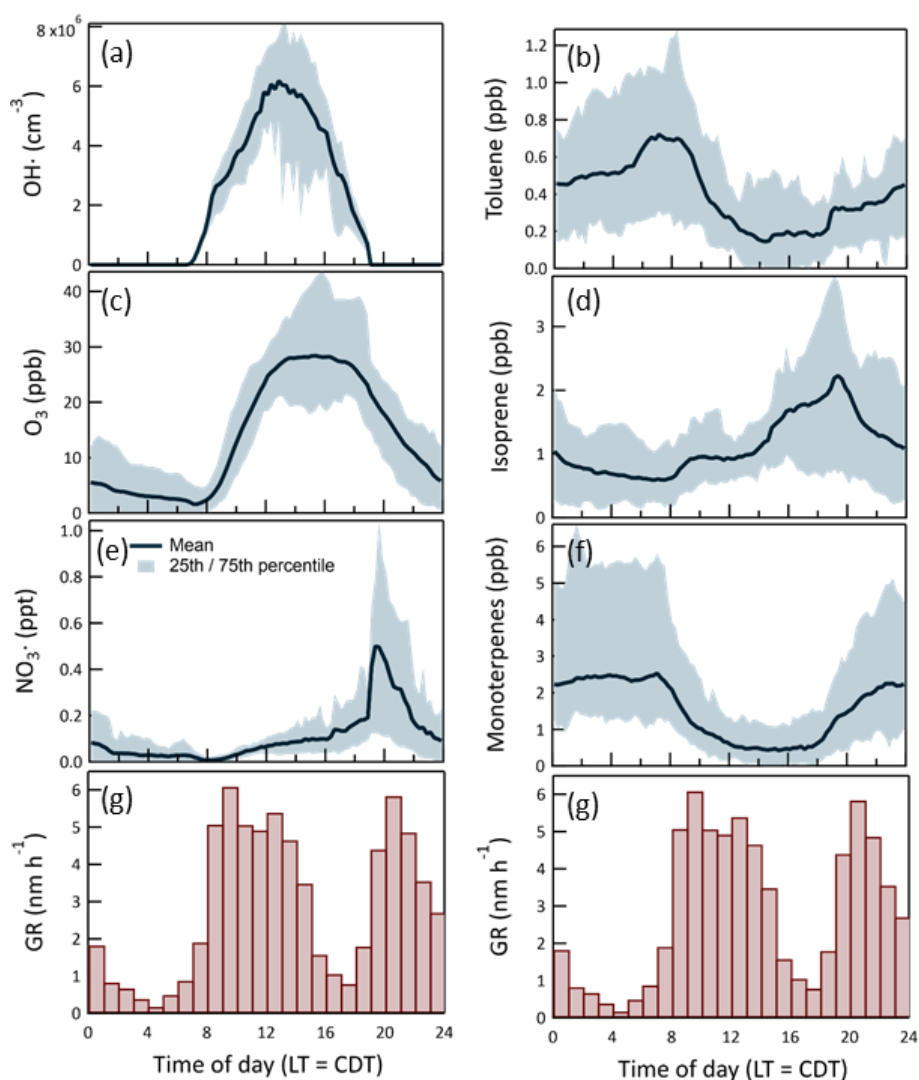 (a)
8×10⁶
6
4
2
0
OH· (cm⁻³)
(b)
1.2
1.0
0.8
0.6
0.4
0.2
0.0
Toluene (ppb)
(c)
40
30
20
10
0
O₃ (ppb)
(d)
3
2
1
0
Isoprene (ppb)
(e)
Mean
25th / 75th percentile
1.0
0.8
0.6
0.4
0.2
0.0
NO₃· (ppt)
(f)
6
5
4
3
2
1
0
Monoterpenes (ppb)
(g)
6
5
4
3
2
1
0
GR (nm h⁻¹)
0 4 8 12 16 20 24
Time of day (LT = CDT)
(g)
6
5
4
3
2
1
0
GR (nm h⁻¹)
0 4 8 12 16 20 24
Time of day (LT = CDT)